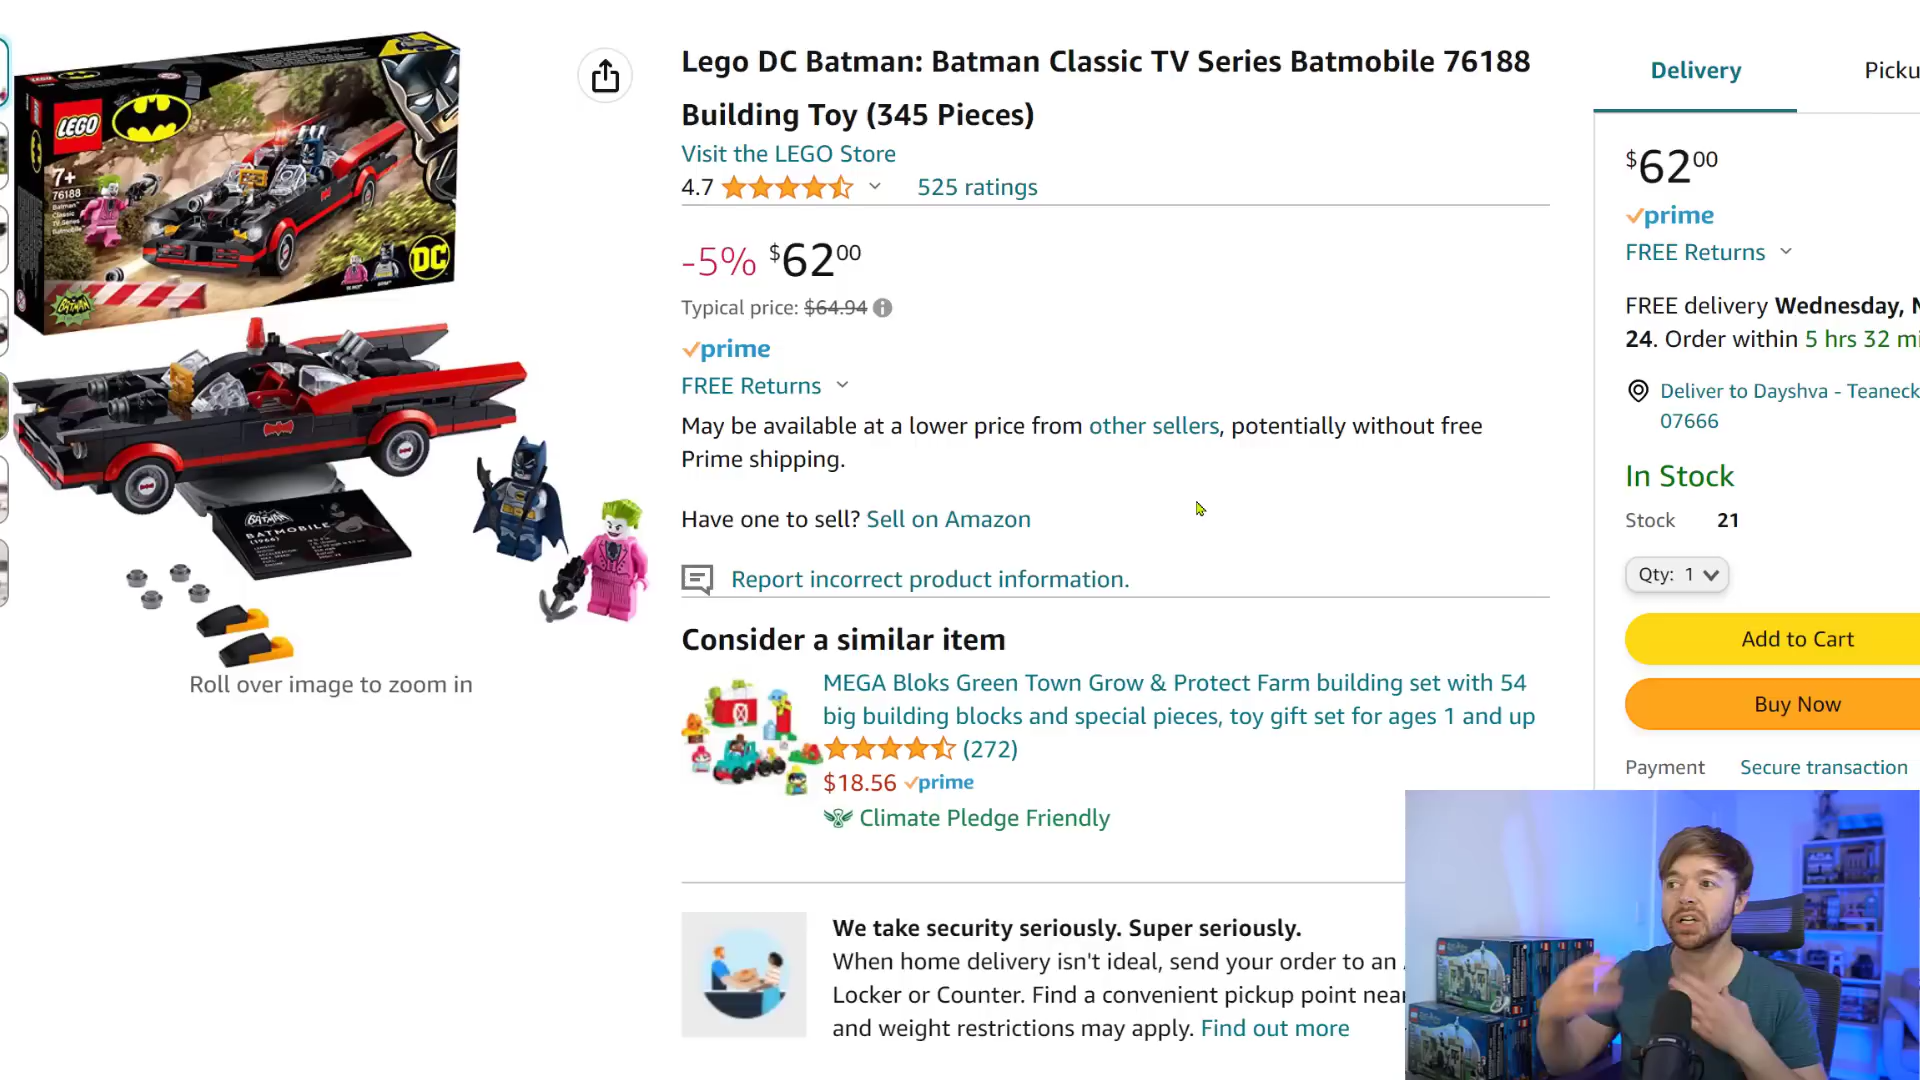 LEGO
7+
76188
Batman
Classic
TV Series
Batmobile
DC
BATMAN
BATMOBILE
(1966)
Roll over image to zoom in
Lego DC Batman: Batman Classic TV Series Batmobile 76188
Building Toy (345 Pieces)
Visit the LEGO Store
4.7 525 ratings
-5% $62 00
Typical price: $64.94
prime
FREE Returns
May be available at a lower price from other sellers, potentially without free
Prime shipping.
Have one to sell? Sell on Amazon
Report incorrect product information.
Consider a similar item
MEGA Bloks Green Town Grow & Protect Farm building set with 54
big building blocks and special pieces, toy gift set for ages 1 and up
(272)
$18.56 prime
Climate Pledge Friendly
We take security seriously. Super seriously.
When home delivery isn't ideal, send your order to an
Locker or Counter. Find a convenient pickup point near
and weight restrictions may apply. Find out more
Delivery Picku
$62 00
prime
FREE Returns
FREE delivery Wednesday,
24. Order within 5 hrs 32 mi
Deliver to Dayshva - Teaneck
07666
In Stock
Stock 21
Qty: 1
Add to Cart
Buy Now
Payment Secure transaction